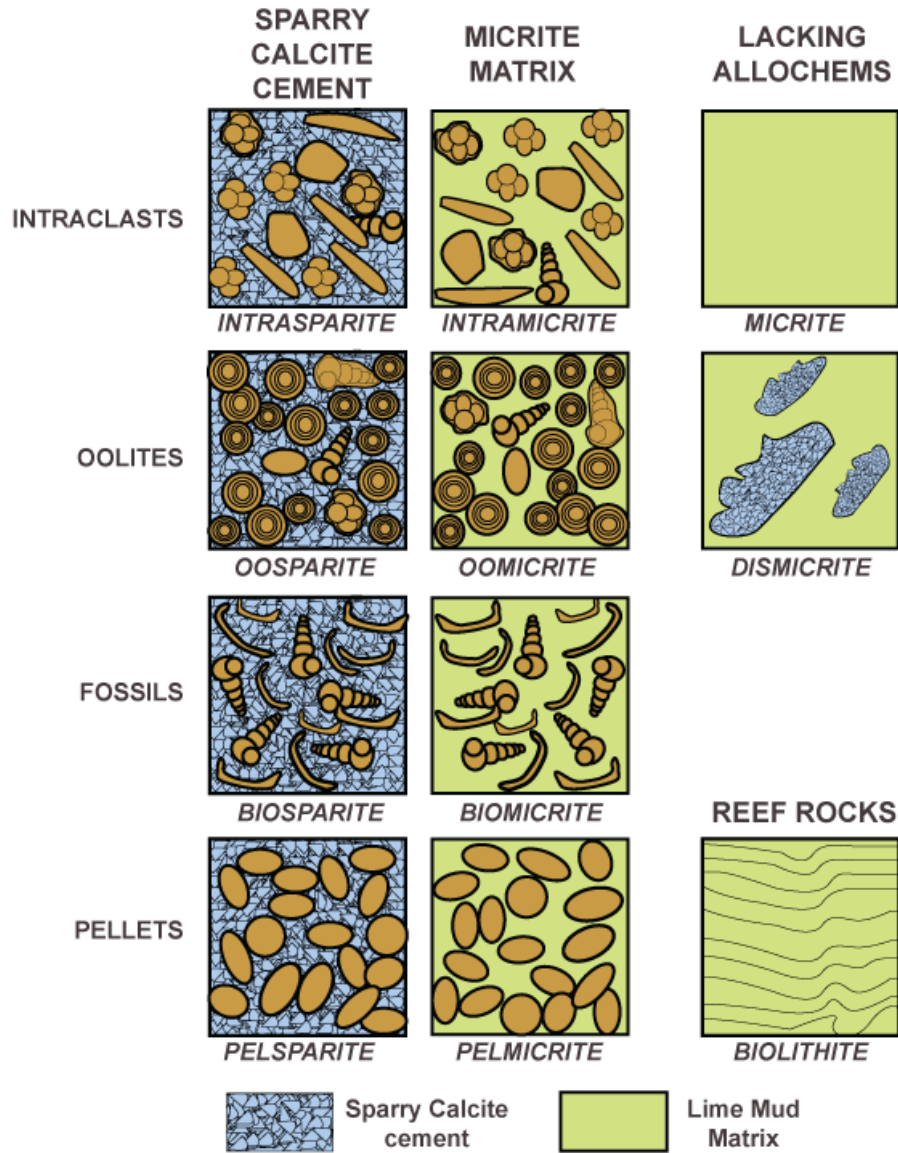 SPARRY
CALCITE
CEMENT
MICRITE
MATRIX
LACKING
ALLOCHEMS
INTRACLASTS
INTRASPARITE
INTRAMICRITE
MICRITE
OOLITES
OOSPARITE
OOMICRITE
DISMICRITE
FOSSILS
BIOSPARITE
BIOMICRITE
REEF ROCKS
PELLETS
PELSPARITE
PELMICRITE
BIOLITHITE
Sparry Calcite
cement
Lime Mud
Matrix